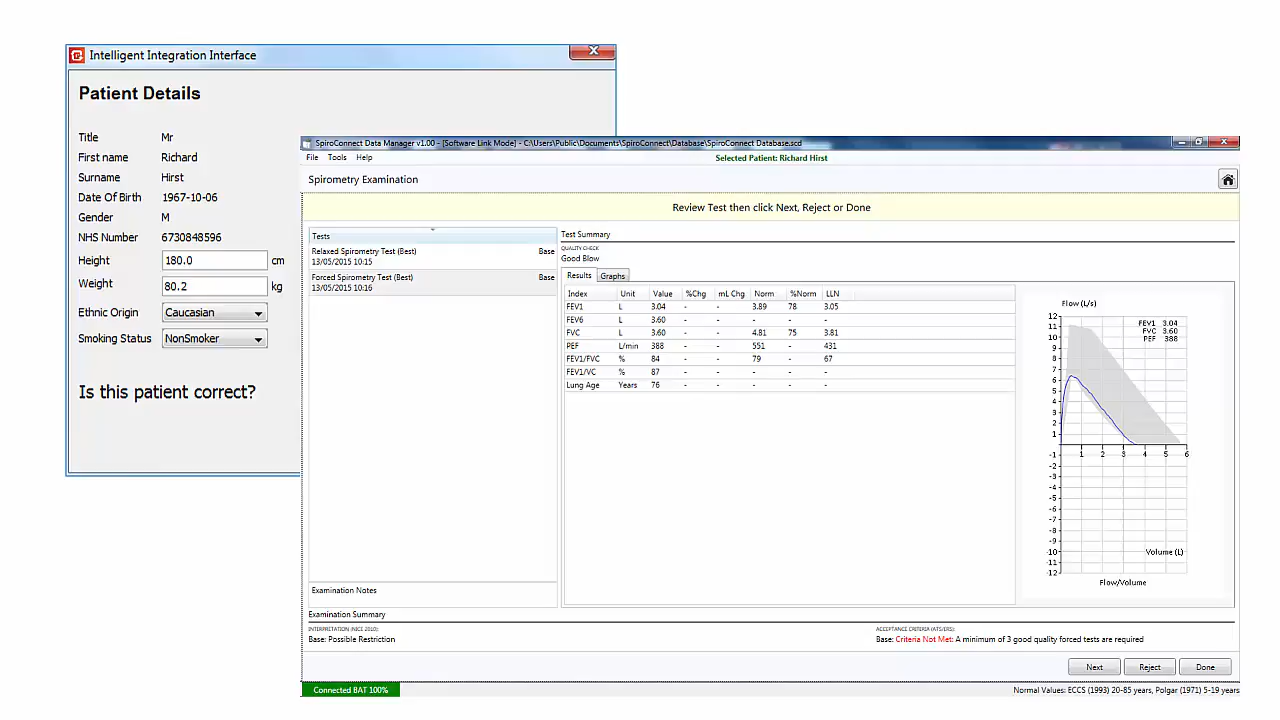 Intelligent Integration Interface
Patient Details
Title Mr
First name Richard
Surname Hirst
Date Of Birth 1967-10-06
Gender M
NHS Number 6730848596
Height 180.0 cm
Weight 80.2 kg
Ethnic Origin Caucasian
Smoking Status NonSmoker
Is this patient correct?
SpiroConnect Data Manager v1.00 - [Software Link Mode] - C:\Users\Public\Documents\SpiroConnect\Database\SpiroConnect Database.scd
File Tools Help
Selected Patient: Richard Hirst
Spirometry Examination
Review Test then click Next, Reject or Done
Tests
Relaxed Spirometry Test (Best) Base
13/05/2015 10:15
Forced Spirometry Test (Best) Base
13/05/2015 10:16
Examination Notes
Test Summary
QUALITY CHECK
Good Blow
Results Graphs
Index Unit Value %Chg mL Chg Norm %Norm LLN
FEV1 L 3.04 - - 3.89 78 3.05
FEV6 L 3.60 - - - - -
FVC L 3.60 - - 4.81 75 3.81
PEF L/min 388 - - 551 - 431
FEV1/FVC % 84 - - 79 - 67
FEV1/VC % 87 - - - - -
Lung Age Years 76 - - - - -
Flow (L/s)
FEV1 3.04
FVC 3.60
PEF 388
12
11
10
9
8
7
6
5
4
3
2
1
1 2 3 4 5 6
-1
-2
-3
-4
-5
-6
-7
-8
-9
-10
-11
-12
Volume (L)
Flow/Volume
Examination Summary
INTERPRETATION (NICE 2010):
Base: Possible Restriction
ACCEPTANCE CRITERIA (ATS/ERS):
Base: Criteria Not Met: A minimum of 3 good quality forced tests are required
Next Reject Done
Connected BAT 100%
Normal Values: ECCS (1993) 20-85 years, Polgar (1971) 5-19 years